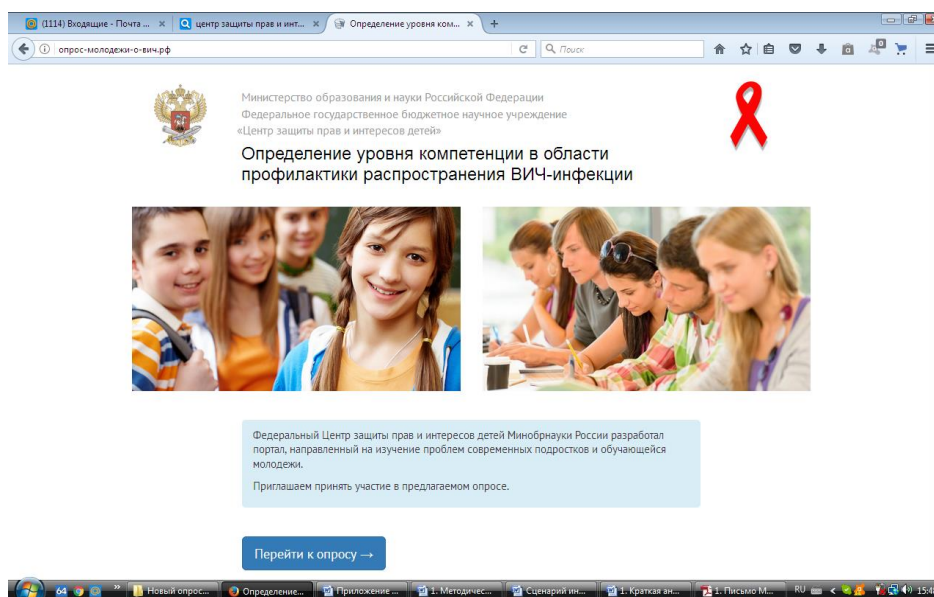 (1114) Входящие - Почта ...
центр защиты прав и инт...
Определение уровня ком...
опрос-молодежи-о-вич.рф
Поиск
Министерство образования и науки Российской Федерации
Федеральное государственное бюджетное научное учреждение
«Центр защиты прав и интересов детей»
Определение уровня компетенции в области
профилактики распространения ВИЧ-инфекции
Федеральный Центр защиты прав и интересов детей Минобрнауки России разработал
портал, направленный на изучение проблем современных подростков и обучающейся
молодежи.
Приглашаем принять участие в предлагаемом опросе.
Перейти к опросу →
64
Новый опрос...
Определение...
Приложение ...
1. Методичес...
Сценарий ин...
1. Краткая ан...
1. Письмо М...
RU